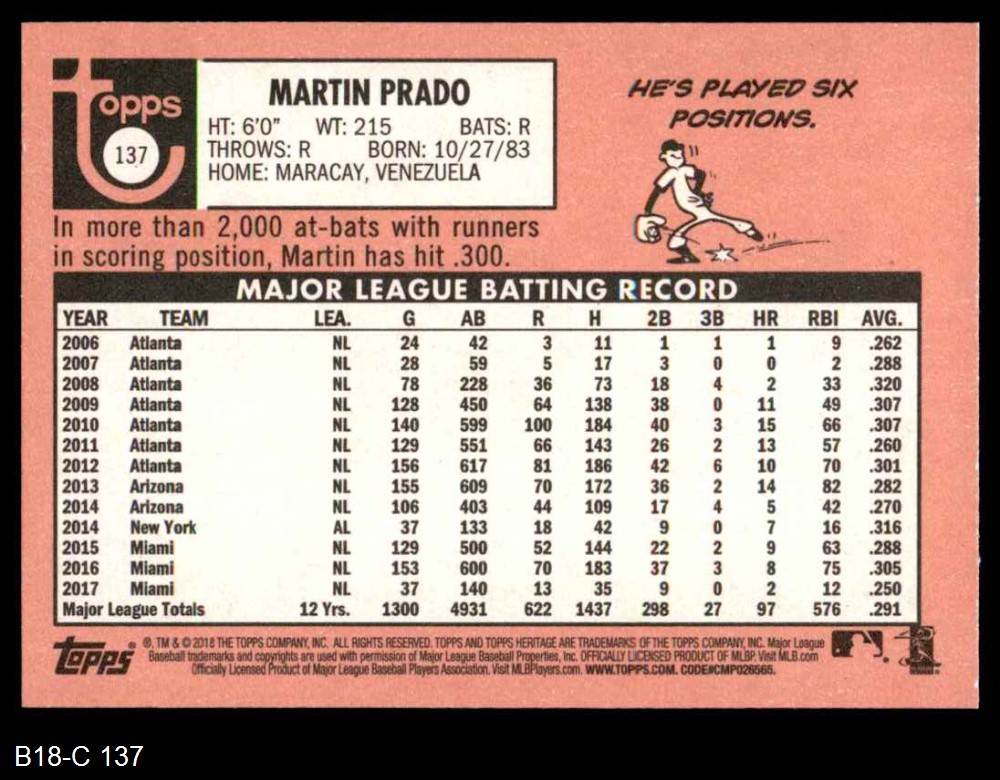 topps
137
MARTIN PRADO
HT: 6'0" WT: 215 BATS: R
THROWS: R BORN: 10/27/83
HOME: MARACAY, VENEZUELA
HE'S PLAYED SIX
POSITIONS.
In more than 2,000 at-bats with runners
in scoring position, Martin has hit .300.
MAJOR LEAGUE BATTING RECORD
YEAR TEAM LEA. G AB R H 2B 3B HR RBI AVG.
2006 Atlanta NL 24 42 3 11 1 1 1 9 .262
2007 Atlanta NL 28 59 5 17 3 0 0 2 .288
2008 Atlanta NL 78 228 36 73 18 4 2 33 .320
2009 Atlanta NL 128 450 64 138 38 0 11 49 .307
2010 Atlanta NL 140 599 100 184 40 3 15 66 .307
2011 Atlanta NL 129 551 66 143 26 2 13 57 .260
2012 Atlanta NL 156 617 81 186 42 6 10 70 .301
2013 Arizona NL 155 609 70 172 36 2 14 82 .282
2014 Arizona NL 106 403 44 109 17 4 5 42 .270
2014 New York AL 37 133 18 42 9 0 7 16 .316
2015 Miami NL 129 500 52 144 22 2 9 63 .288
2016 Miami NL 153 600 70 183 37 3 8 75 .305
2017 Miami NL 37 140 13 35 9 0 2 12 .250
Major League Totals 12 Yrs. 1300 4931 622 1437 298 27 97 576 .291
topps
®, TM & © 2018 THE TOPPS COMPANY, INC. ALL RIGHTS RESERVED. TOPPS AND TOPPS HERITAGE ARE TRADEMARKS OF THE TOPPS COMPANY, INC. Major League
Baseball trademarks and copyrights are used with permission of Major League Baseball Properties, Inc. OFFICIALLY LICENSED PRODUCT OF MLBP. Visit MLB.com
Officially Licensed Product of Major League Baseball Players Association. Visit MLBPlayers.com. WWW.TOPPS.COM. CODE#CMP026565.
B18-C 137